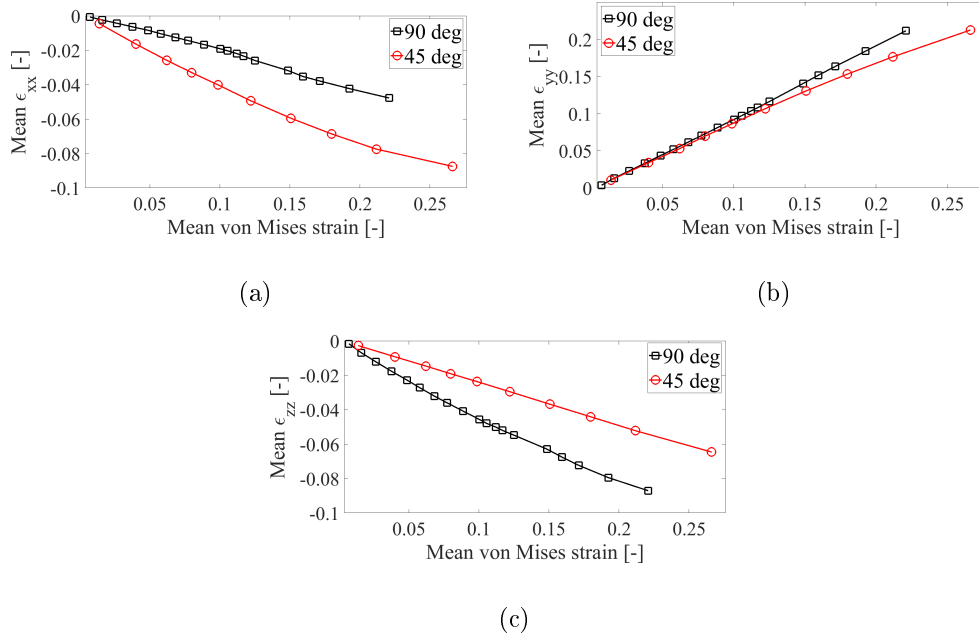 0
-0.02
-0.04
-0.06
-0.08
-0.1
Mean ϵxx [-]
90 deg
45 deg
0.05 0.1 0.15 0.2 0.25
Mean von Mises strain [-]
(a)
0.2
0.15
0.1
0.05
0
Mean ϵyy [-]
90 deg
45 deg
0.05 0.1 0.15 0.2 0.25
Mean von Mises strain [-]
(b)
0
-0.02
-0.04
-0.06
-0.08
-0.1
Mean ϵzz [-]
90 deg
45 deg
0.05 0.1 0.15 0.2 0.25
Mean von Mises strain [-]
(c)